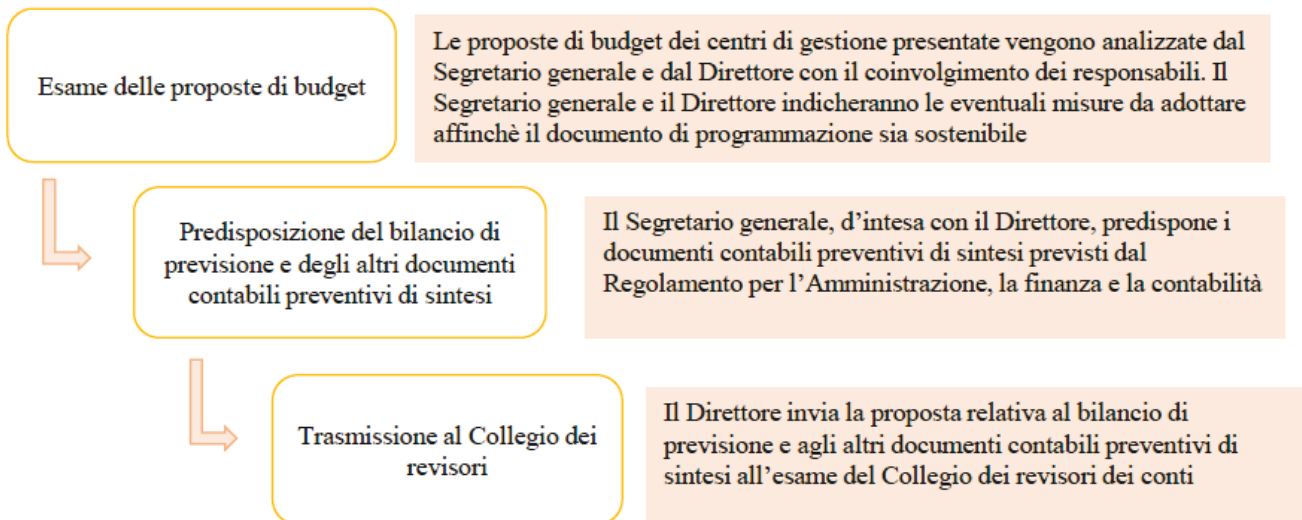 Esame delle proposte di budget
Le proposte di budget dei centri di gestione presentate vengono analizzate dal
Segretario generale e dal Direttore con il coinvolgimento dei responsabili. Il
Segretario generale e il Direttore indicheranno le eventuali misure da adottare
affinchè il documento di programmazione sia sostenibile
Predisposizione del bilancio di
previsione e degli altri documenti
contabili preventivi di sintesi
Il Segretario generale, d’intesa con il Direttore, predispone i
documenti contabili preventivi di sintesi previsti dal
Regolamento per l’Amministrazione, la finanza e la contabilità
Trasmissione al Collegio dei
revisori
Il Direttore invia la proposta relativa al bilancio di
previsione e agli altri documenti contabili preventivi di
sintesi all’esame del Collegio dei revisori dei conti